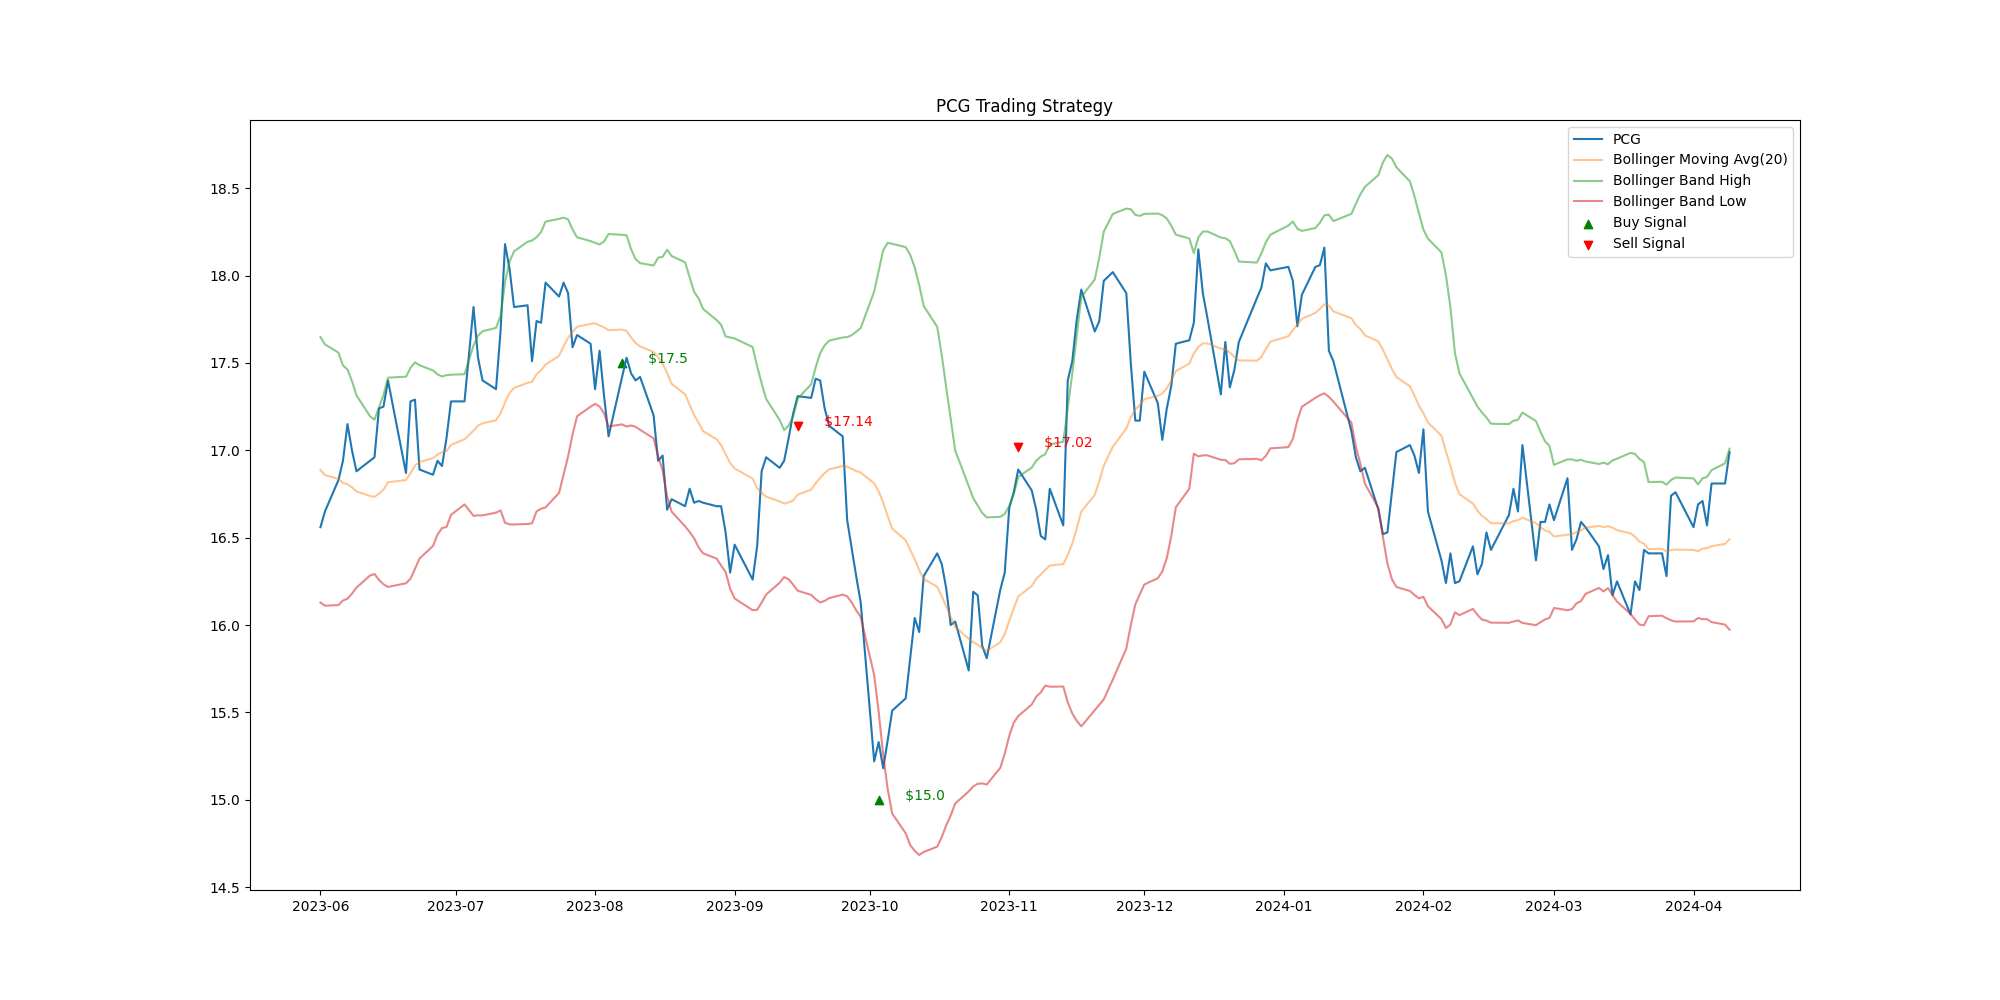 PCG Trading Strategy
PCG
Bollinger Moving Avg(20)
Bollinger Band High
Bollinger Band Low
Buy Signal
Sell Signal
18.5
18.0
17.5
17.0
16.5
16.0
15.5
15.0
14.5
$17.5
$17.14
$17.02
$15.0
2023-06 2023-07 2023-08 2023-09 2023-10 2023-11 2023-12 2024-01 2024-02 2024-03 2024-04